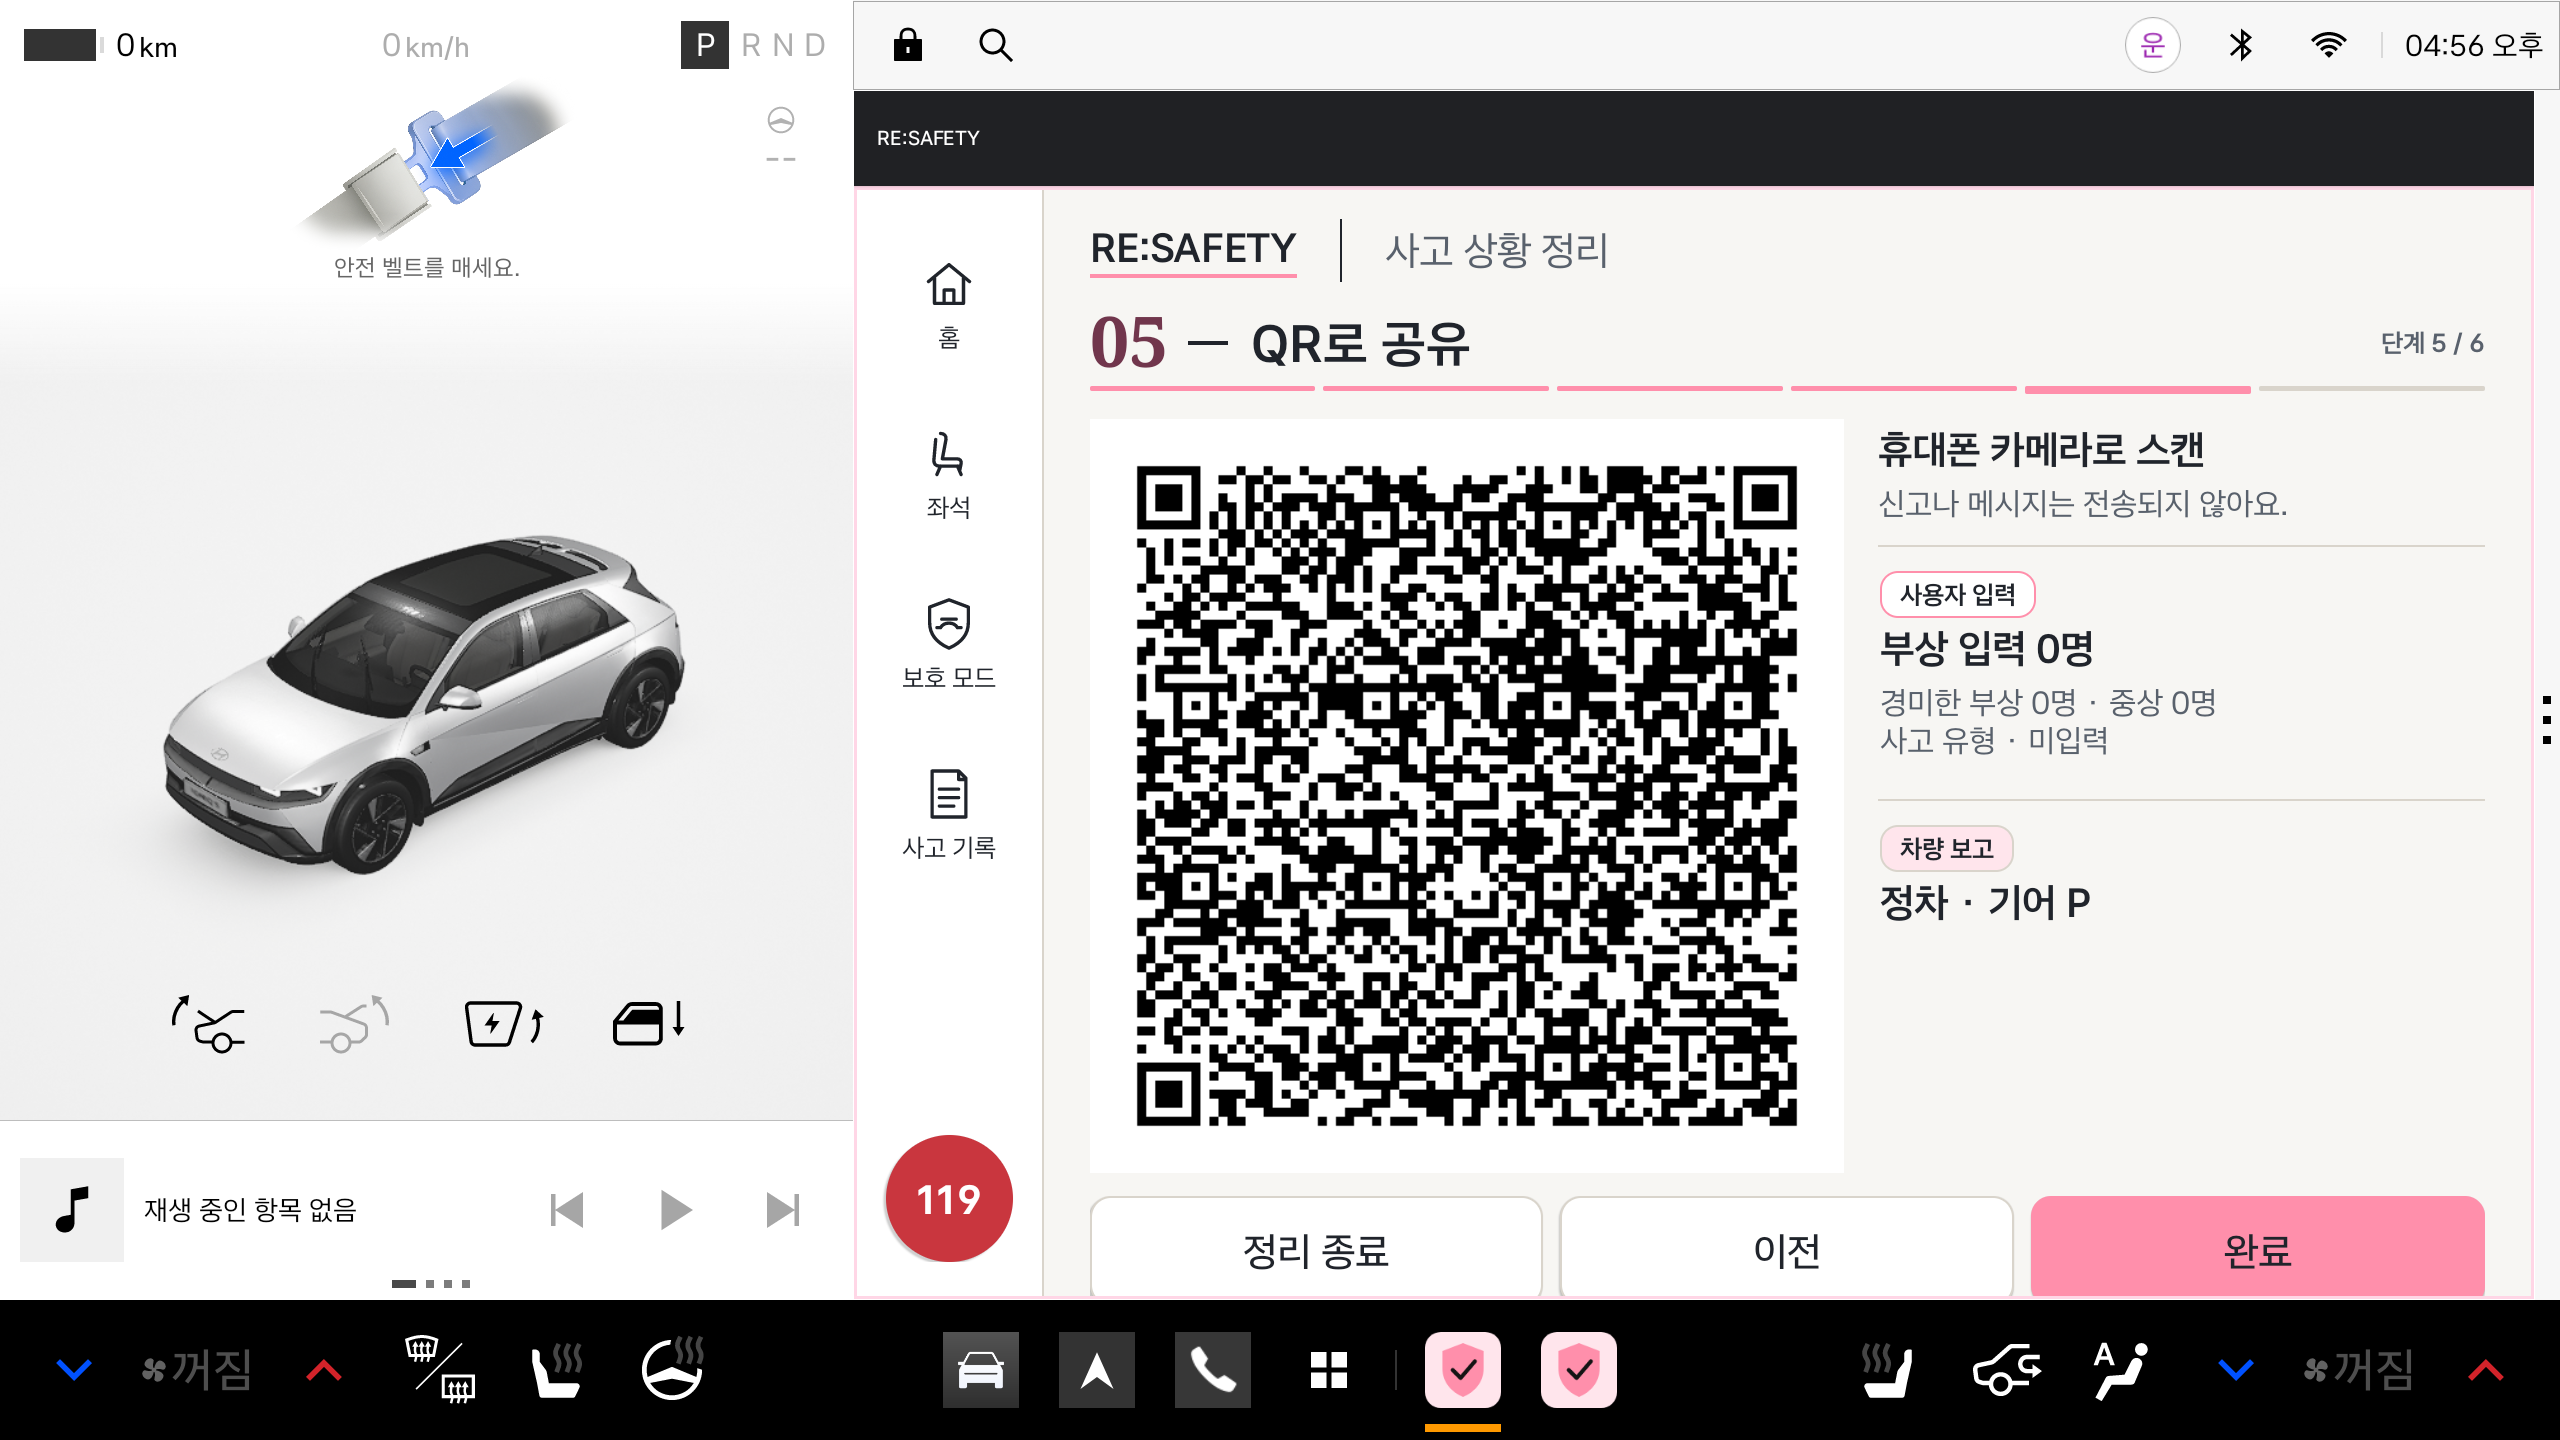 0 km
0 km/h
P R N D
안전 벨트를 매세요.
재생 중인 항목 없음
운
04:56 오후
RE:SAFETY
홈
좌석
보호 모드
사고 기록
119
RE:SAFETY
사고 상황 정리
05 — QR로 공유
단계 5 / 6
휴대폰 카메라로 스캔
신고나 메시지는 전송되지 않아요.
사용자 입력
부상 입력 0명
경미한 부상 0명 · 중상 0명
사고 유형 · 미입력
차량 보고
정차 · 기어 P
정리 종료
이전
완료
꺼짐
A
꺼짐